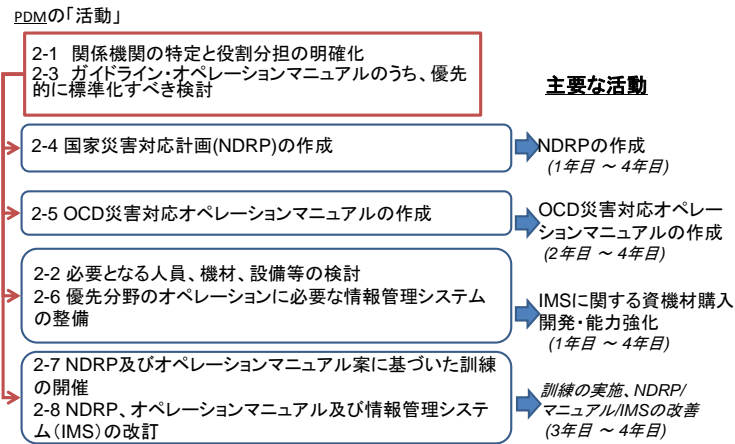 PDMの「活動」
2-1 関係機関の特定と役割分担の明確化
2-3 ガイドライン・オペレーションマニュアルのうち、優先
的に標準化すべき検討
主要な活動
2-4 国家災害対応計画(NDRP)の作成
NDRPの作成
(1年目 ～ 4年目)
2-5 OCD災害対応オペレーションマニュアルの作成
OCD災害対応オペレー
ションマニュアルの作成
(2年目 ～ 4年目)
2-2 必要となる人員、機材、設備等の検討
2-6 優先分野のオペレーションに必要な情報管理システム
の整備
IMSに関する資機材購入
開発・能力強化
(1年目 ～ 4年目)
2-7 NDRP及びオペレーションマニュアル案に基づいた訓練
の開催
2-8 NDRP、オペレーションマニュアル及び情報管理システ
ム（IMS）の改訂
訓練の実施、NDRP/
マニュアル/IMSの改善
(3年目 ～ 4年目)